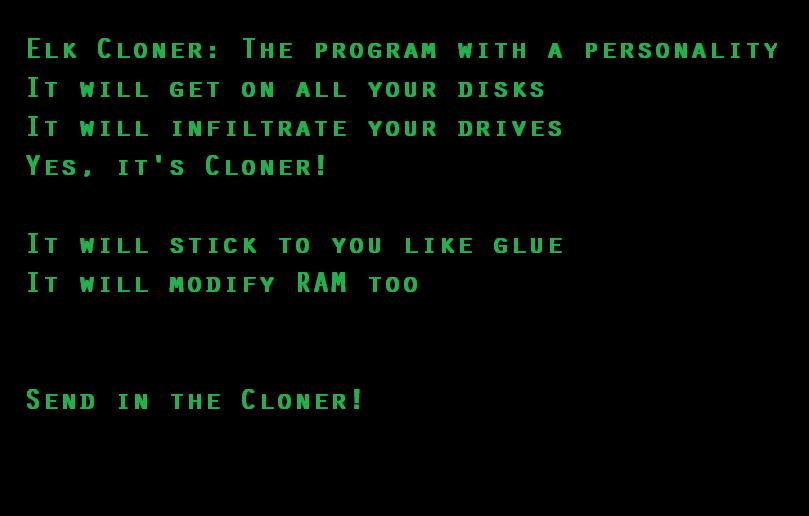 Elk Cloner: The program with a personality
It will get on all your disks
It will infiltrate your drives
Yes, it's Cloner!
It will stick to you like glue
It will modify RAM too
Send in the Cloner!